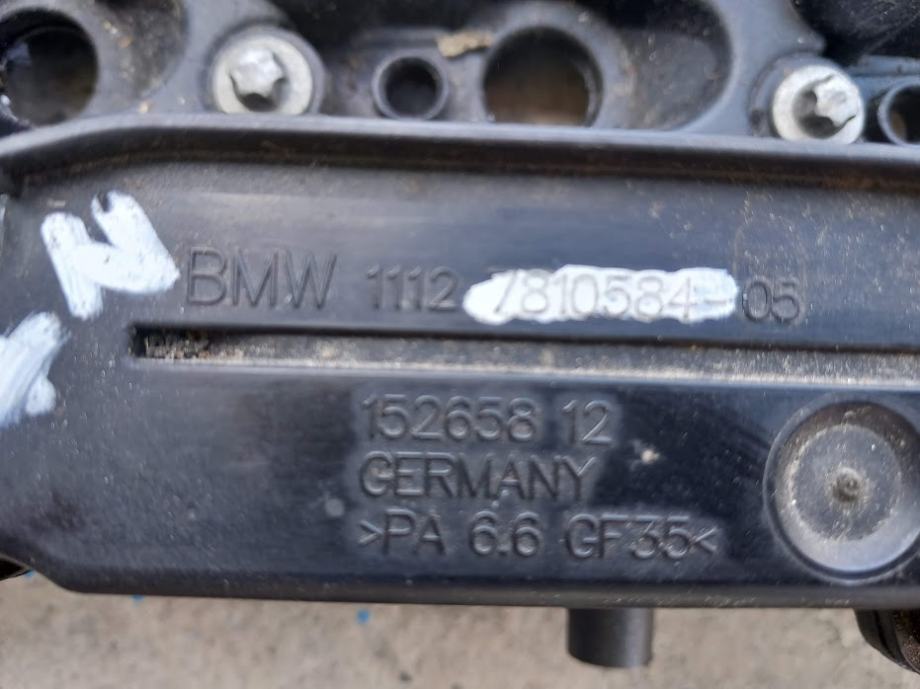 N
BMW 1112 7810584-05
152658 12
GERMANY
>PA 6.6 GF35<